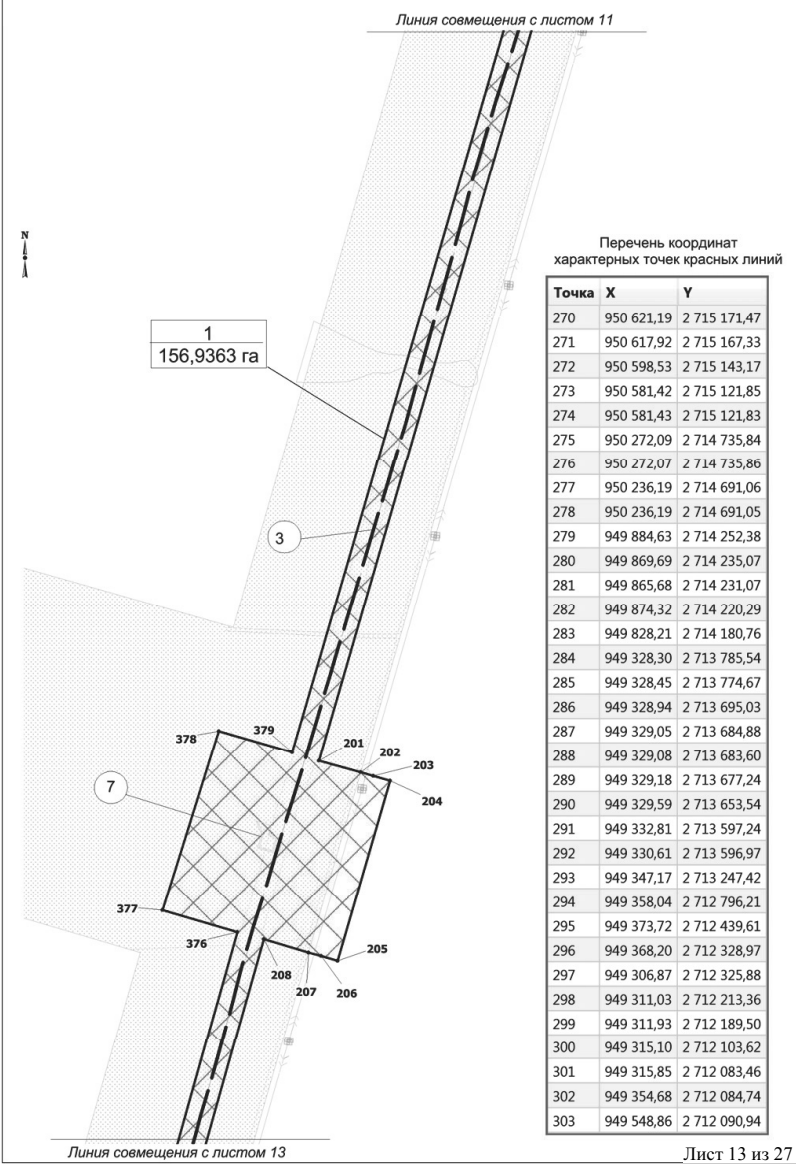 Линия совмещения с листом 11
N
1
156,9363 га
3
7
379
378
201
202
203
204
377
376
208
207
206
205
Перечень координат
характерных точек красных линий
Точка X Y
270 950 621,19 2 715 171,47
271 950 617,92 2 715 167,33
272 950 598,53 2 715 143,17
273 950 581,42 2 715 121,85
274 950 581,43 2 715 121,83
275 950 272,09 2 714 735,84
276 950 272,07 2 714 735,86
277 950 236,19 2 714 691,06
278 950 236,19 2 714 691,05
279 949 884,63 2 714 252,38
280 949 869,69 2 714 235,07
281 949 865,68 2 714 231,07
282 949 874,32 2 714 220,29
283 949 828,21 2 714 180,76
284 949 328,30 2 713 785,54
285 949 328,45 2 713 774,67
286 949 328,94 2 713 695,03
287 949 329,05 2 713 684,88
288 949 329,08 2 713 683,60
289 949 329,18 2 713 677,24
290 949 329,59 2 713 653,54
291 949 332,81 2 713 597,24
292 949 330,61 2 713 596,97
293 949 347,17 2 713 247,42
294 949 358,04 2 712 796,21
295 949 373,72 2 712 439,61
296 949 368,20 2 712 328,97
297 949 306,87 2 712 325,88
298 949 311,03 2 712 213,36
299 949 311,93 2 712 189,50
300 949 315,10 2 712 103,62
301 949 315,85 2 712 083,46
302 949 354,68 2 712 084,74
303 949 548,86 2 712 090,94
Линия совмещения с листом 13
Лист 13 из 27